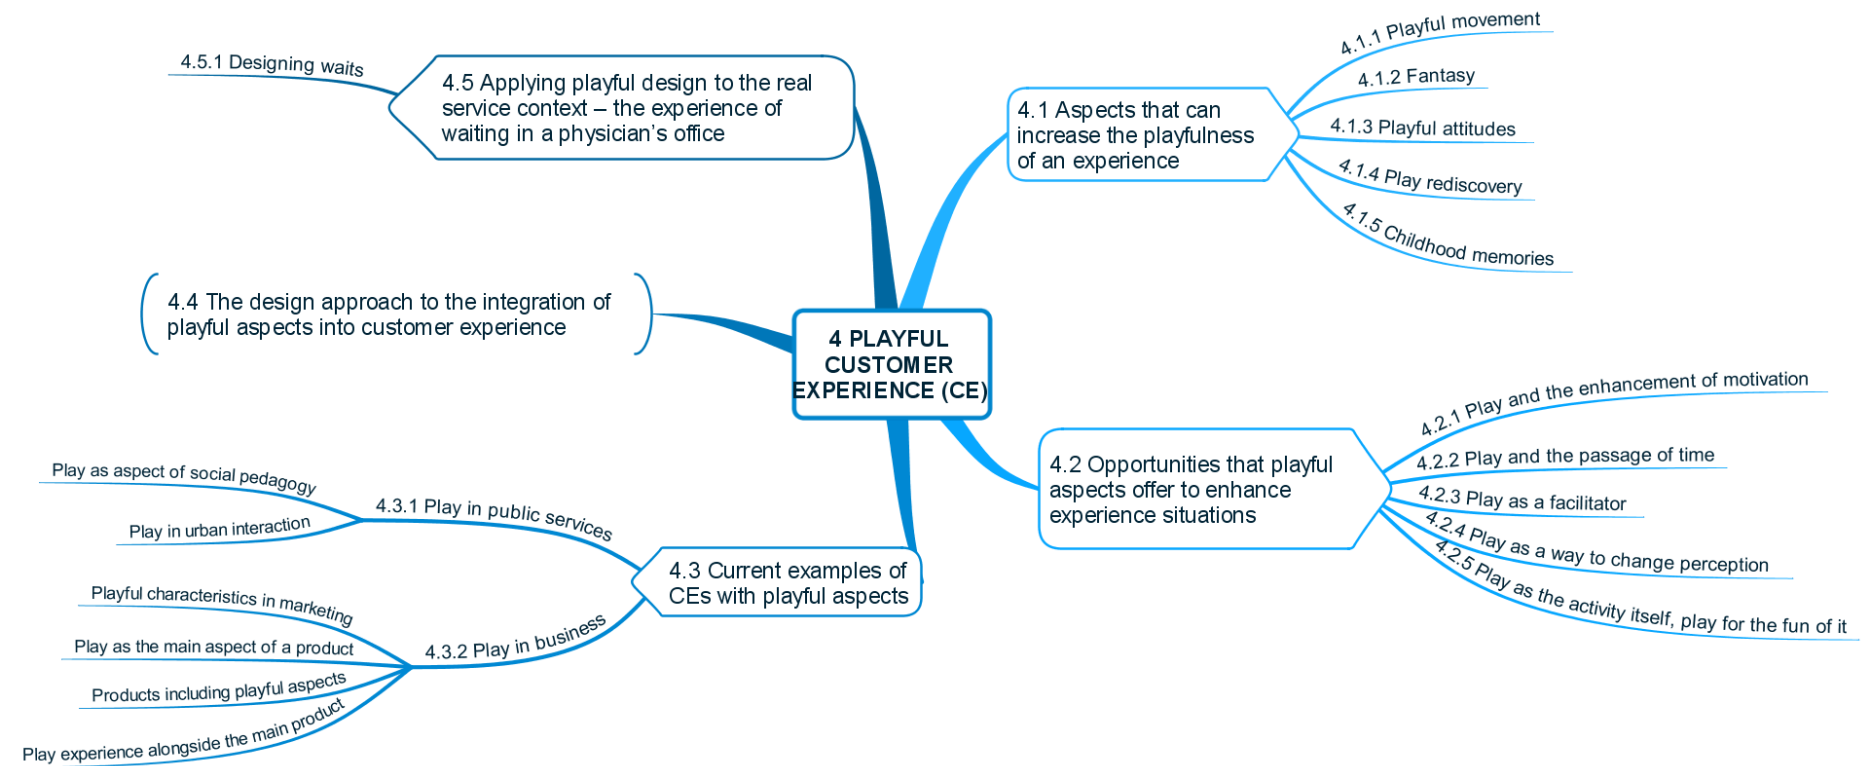 4 PLAYFUL
CUSTOMER
EXPERIENCE (CE)
4.1 Aspects that can
increase the playfulness
of an experience
4.1.1 Playful movement
4.1.2 Fantasy
4.1.3 Playful attitudes
4.1.4 Play rediscovery
4.1.5 Childhood memories
4.2 Opportunities that playful
aspects offer to enhance
experience situations
4.2.1 Play and the enhancement of motivation
4.2.2 Play and the passage of time
4.2.3 Play as a facilitator
4.2.4 Play as a way to change perception
4.2.5 Play as the activity itself, play for the fun of it
4.3 Current examples of
CEs with playful aspects
4.3.1 Play in public services
Play as aspect of social pedagogy
Play in urban interaction
4.3.2 Play in business
Playful characteristics in marketing
Play as the main aspect of a product
Products including playful aspects
Play experience alongside the main product
4.4 The design approach to the integration of
playful aspects into customer experience
4.5 Applying playful design to the real
service context – the experience of
waiting in a physician’s office
4.5.1 Designing waits